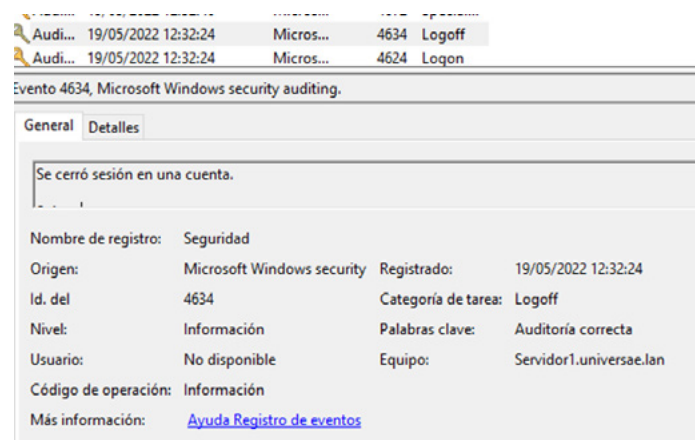 Audi... 19/05/2022 12:32:24 Micros... 4634 Logoff
Audi... 19/05/2022 12:32:24 Micros... 4624 Logon
Evento 4634, Microsoft Windows security auditing.
General Detalles
Se cerró sesión en una cuenta.
Nombre de registro: Seguridad
Origen: Microsoft Windows security Registrado: 19/05/2022 12:32:24
Id. del 4634 Categoría de tarea: Logoff
Nivel: Información Palabras clave: Auditoría correcta
Usuario: No disponible Equipo: Servidor1.universae.lan
Código de operación: Información
Más información: Ayuda Registro de eventos